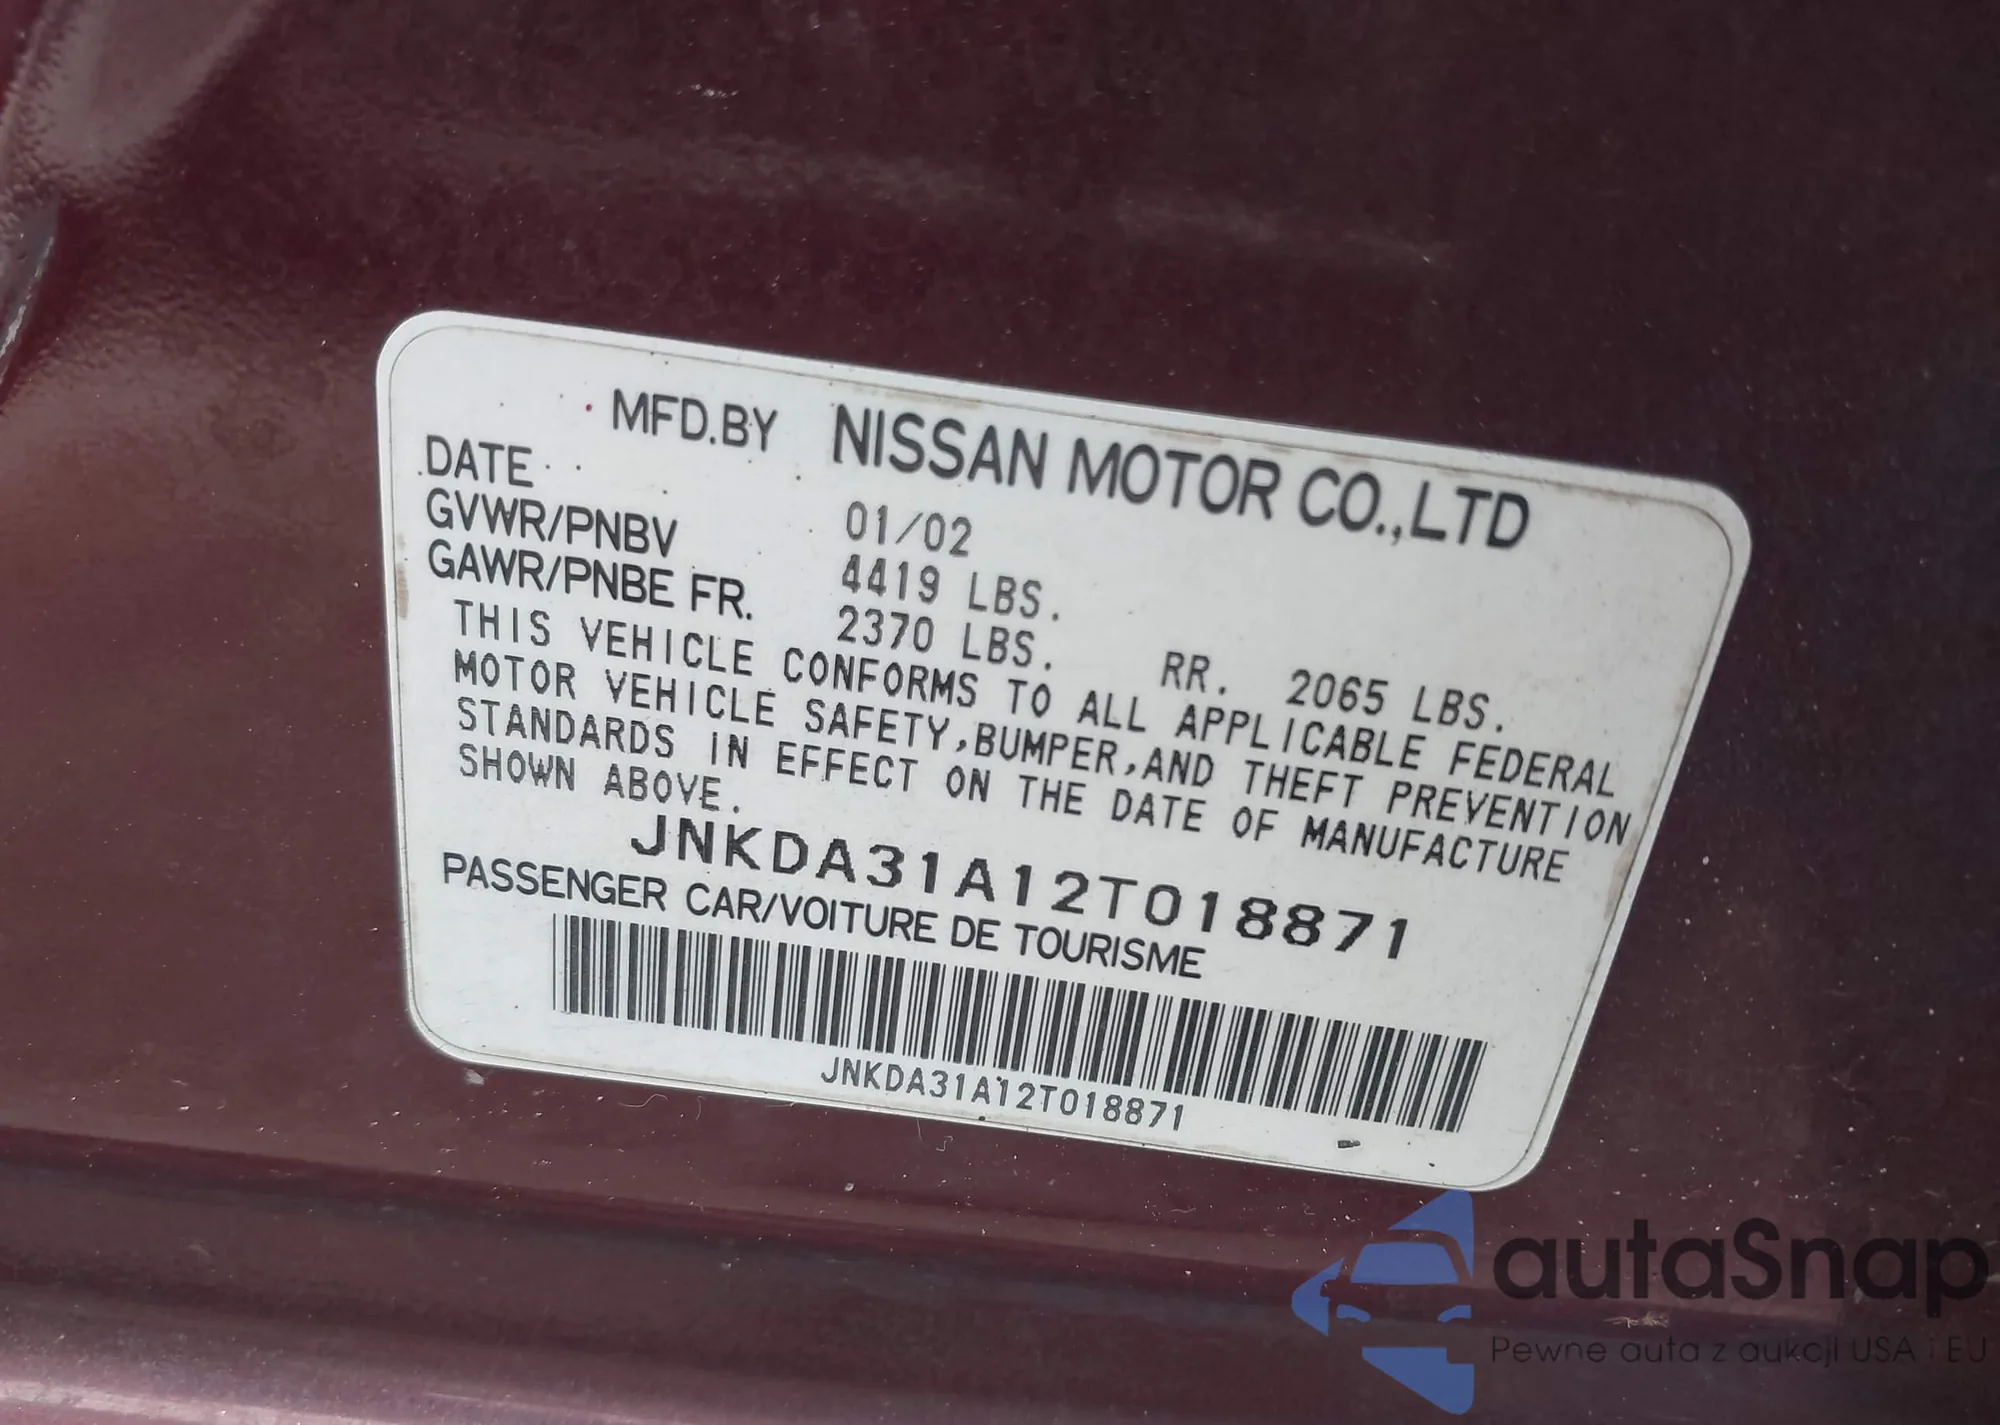 MFD.BY NISSAN MOTOR CO.,LTD
DATE 01/02
GVWR/PNBV 4419 LBS.
GAWR/PNBE FR. 2370 LBS. RR. 2065 LBS.
THIS VEHICLE CONFORMS TO ALL APPLICABLE FEDERAL
MOTOR VEHICLE SAFETY,BUMPER,AND THEFT PREVENTION
STANDARDS IN EFFECT ON THE DATE OF MANUFACTURE
SHOWN ABOVE.
JNKDA31A12T018871
PASSENGER CAR/VOITURE DE TOURISME
JNKDA31A12T018871
autaSnap
Pewne auta z aukcji USA i EU